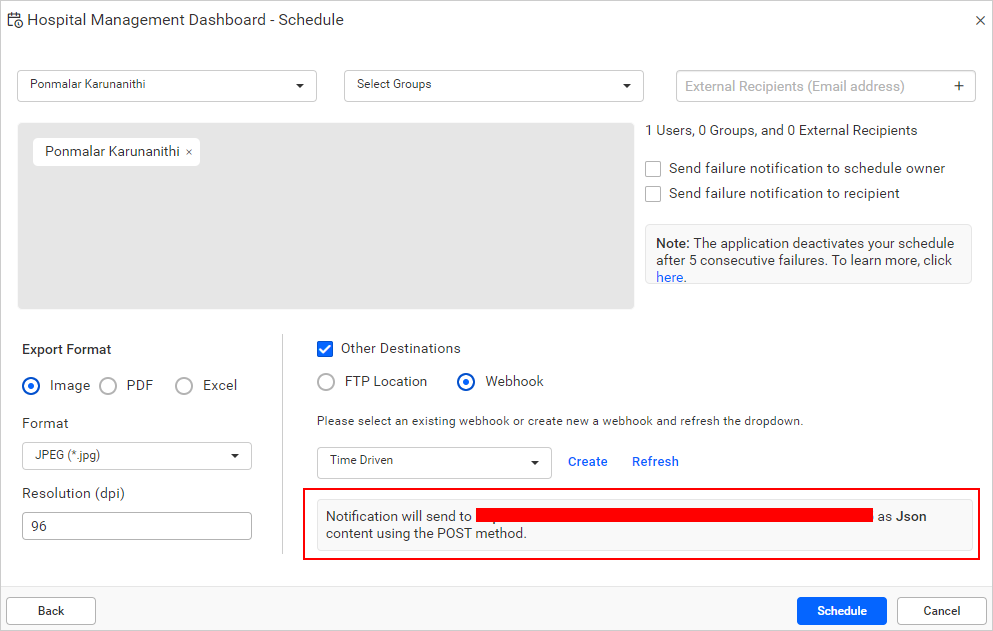 Hospital Management Dashboard - Schedule
Ponmalar Karunanithi
Select Groups
External Recipients (Email address)
Ponmalar Karunanithi ×
1 Users, 0 Groups, and 0 External Recipients
Send failure notification to schedule owner
Send failure notification to recipient
Note: The application deactivates your schedule
after 5 consecutive failures. To learn more, click
here.
Export Format
Image
PDF
Excel
Format
JPEG (*.jpg)
Resolution (dpi)
96
Other Destinations
FTP Location
Webhook
Please select an existing webhook or create new a webhook and refresh the dropdown.
Time Driven
Create
Refresh
Notification will send to as Json
content using the POST method.
Back
Schedule
Cancel